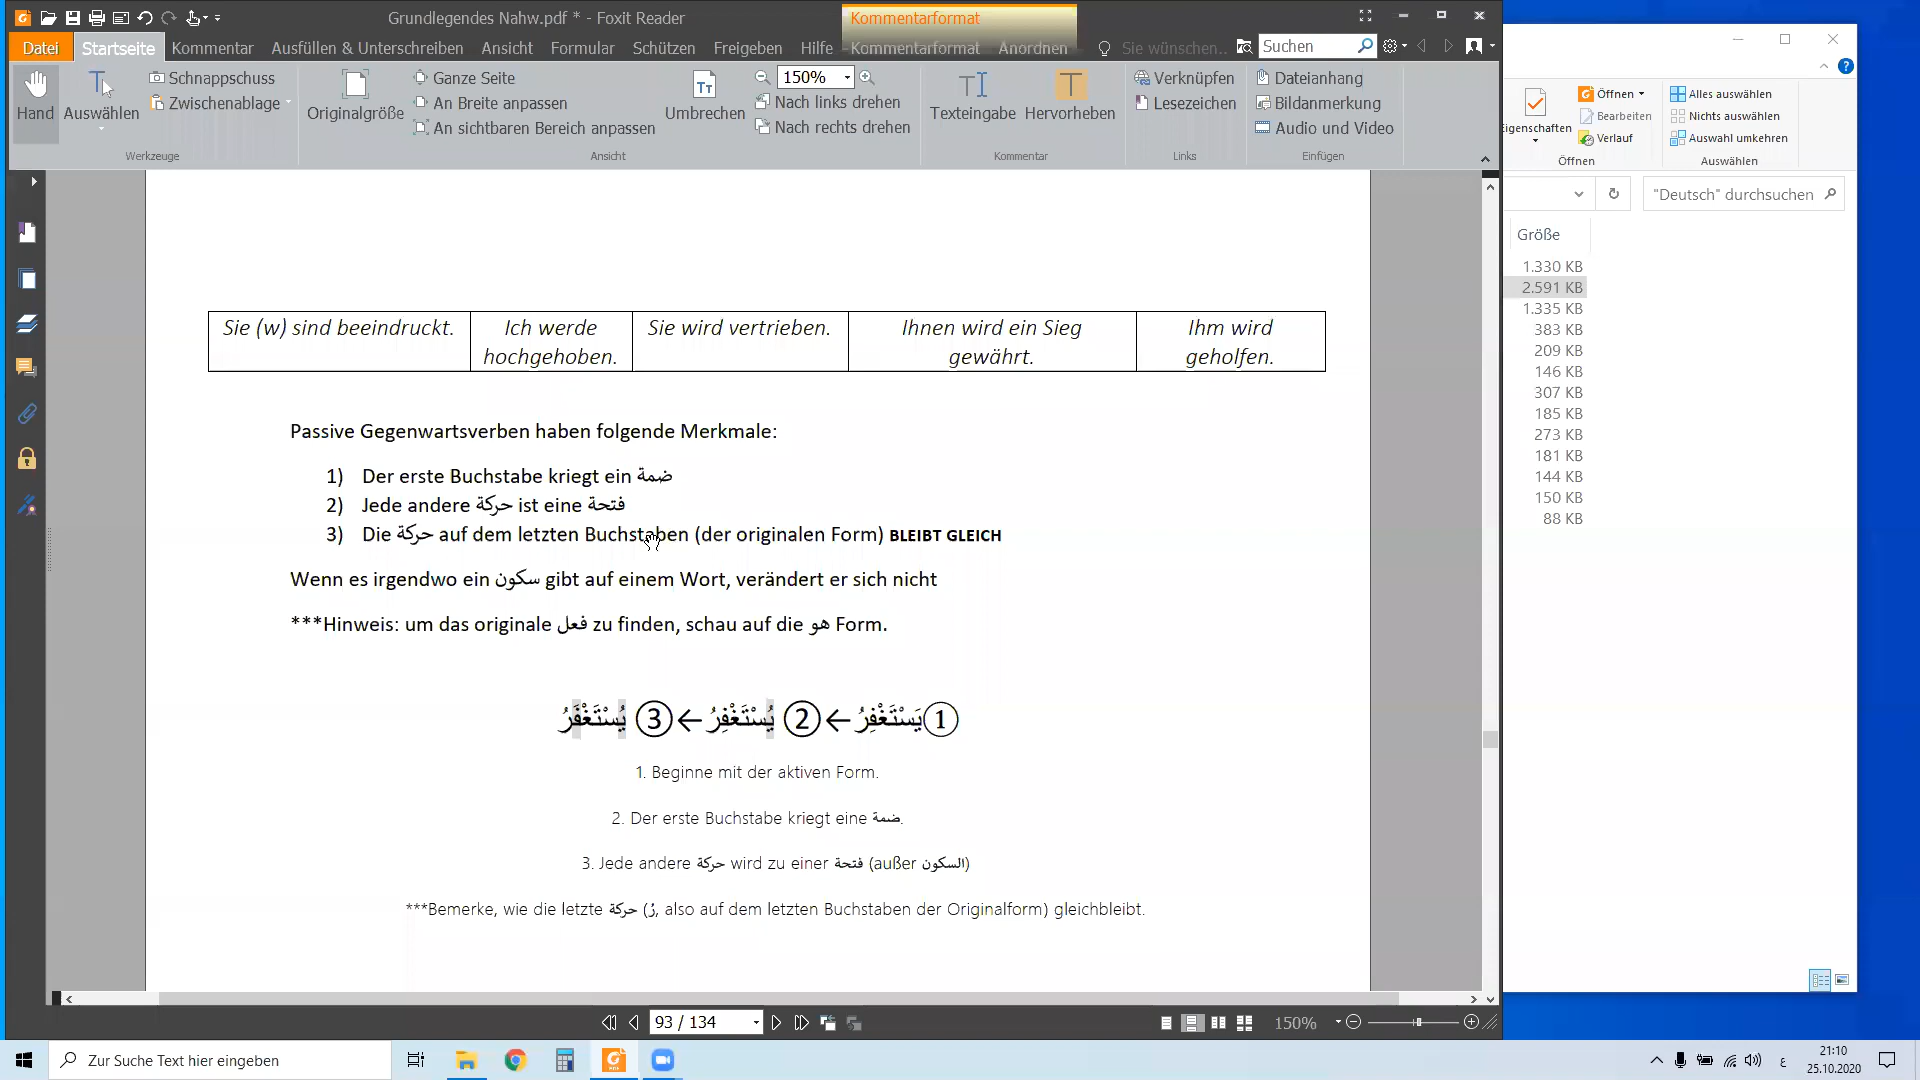 Grundlegendes Nahw.pdf * - Foxit Reader
Kommentarformat
Datei Startseite Kommentar Ausfüllen & Unterschreiben Ansicht Formular Schützen Freigeben Hilfe Kommentarformat Anordnen Sie wünschen.. Suchen
Hand
Auswählen
Schnappschuss
Zwischenablage
Werkzeuge
Originalgröße
Ganze Seite
An Breite anpassen
An sichtbaren Bereich anpassen
Umbrechen
150%
Nach links drehen
Nach rechts drehen
Ansicht
Texteingabe
Hervorheben
Kommentar
Verknüpfen
Lesezeichen
Links
Dateianhang
Bildanmerkung
Audio und Video
Einfügen
Eigenschaften
Öffnen
Bearbeiten
Verlauf
Öffnen
Alles auswählen
Nichts auswählen
Auswahl umkehren
Auswählen
"Deutsch" durchsuchen
Größe
1.330 KB
2.591 KB
1.335 KB
383 KB
209 KB
146 KB
307 KB
185 KB
273 KB
181 KB
144 KB
150 KB
88 KB
Sie (w) sind beeindruckt.
Ich werde
hochgehoben.
Sie wird vertrieben.
Ihnen wird ein Sieg
gewährt.
Ihm wird
geholfen.
Passive Gegenwartsverben haben folgende Merkmale:
1) Der erste Buchstabe kriegt ein ضمة
2) Jede andere حركة ist eine فتحة
3) Die حركة auf dem letzten Buchstaben (der originalen Form) BLEIBT GLEICH
Wenn es irgendwo ein سكون gibt auf einem Wort, verändert er sich nicht
***Hinweis: um das originale فعل zu finden, schau auf die هو Form.
①يَسْتَغْفِرُ ← ② يُسْتَغْفِرُ ← ③ يُسْتَغْفَرُ
1. Beginne mit der aktiven Form.
2. Der erste Buchstabe kriegt eine ضمة.
3. Jede andere حركة wird zu einer فتحة (außer السكون)
***Bemerke, wie die letzte حركة (رُ, also auf dem letzten Buchstaben der Originalform) gleichbleibt.
93 / 134
150%
Zur Suche Text hier eingeben
ع
21:10
25.10.2020